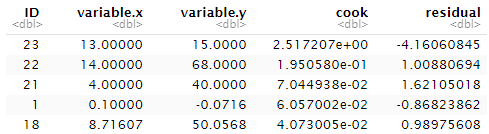 ID variable.x variable.y cook residual
<dbl> <dbl> <dbl> <dbl> <dbl>
23 13.00000 15.0000 2.517207e+00 -4.16060845
22 14.00000 68.0000 1.950580e-01 1.00880694
21 4.00000 40.0000 7.044938e-02 1.62105018
1 0.10000 -0.0716 6.057002e-02 -0.86823862
18 8.71607 50.0568 4.073005e-02 0.98975608